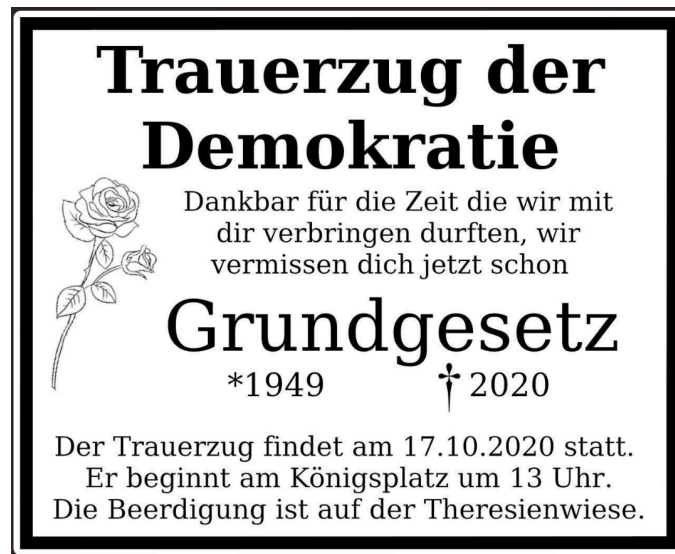 Trauerzug der
Demokratie
Dankbar für die Zeit die wir mit
dir verbringen durften, wir
vermissen dich jetzt schon
Grundgesetz
*1949 † 2020
Der Trauerzug findet am 17.10.2020 statt.
Er beginnt am Königsplatz um 13 Uhr.
Die Beerdigung ist auf der Theresienwiese.